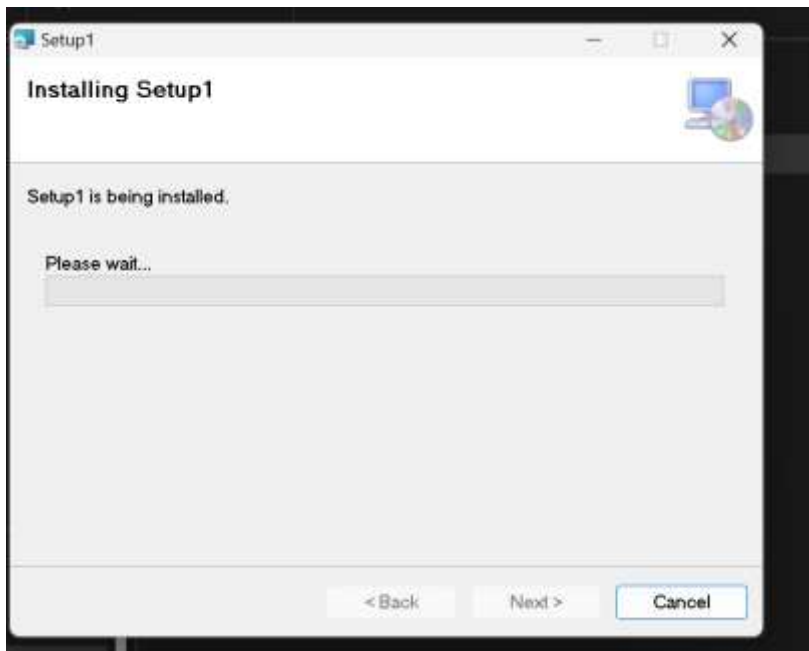 Setup1
Installing Setup1
Setup1 is being installed.
Please wait...
< Back
Next >
Cancel